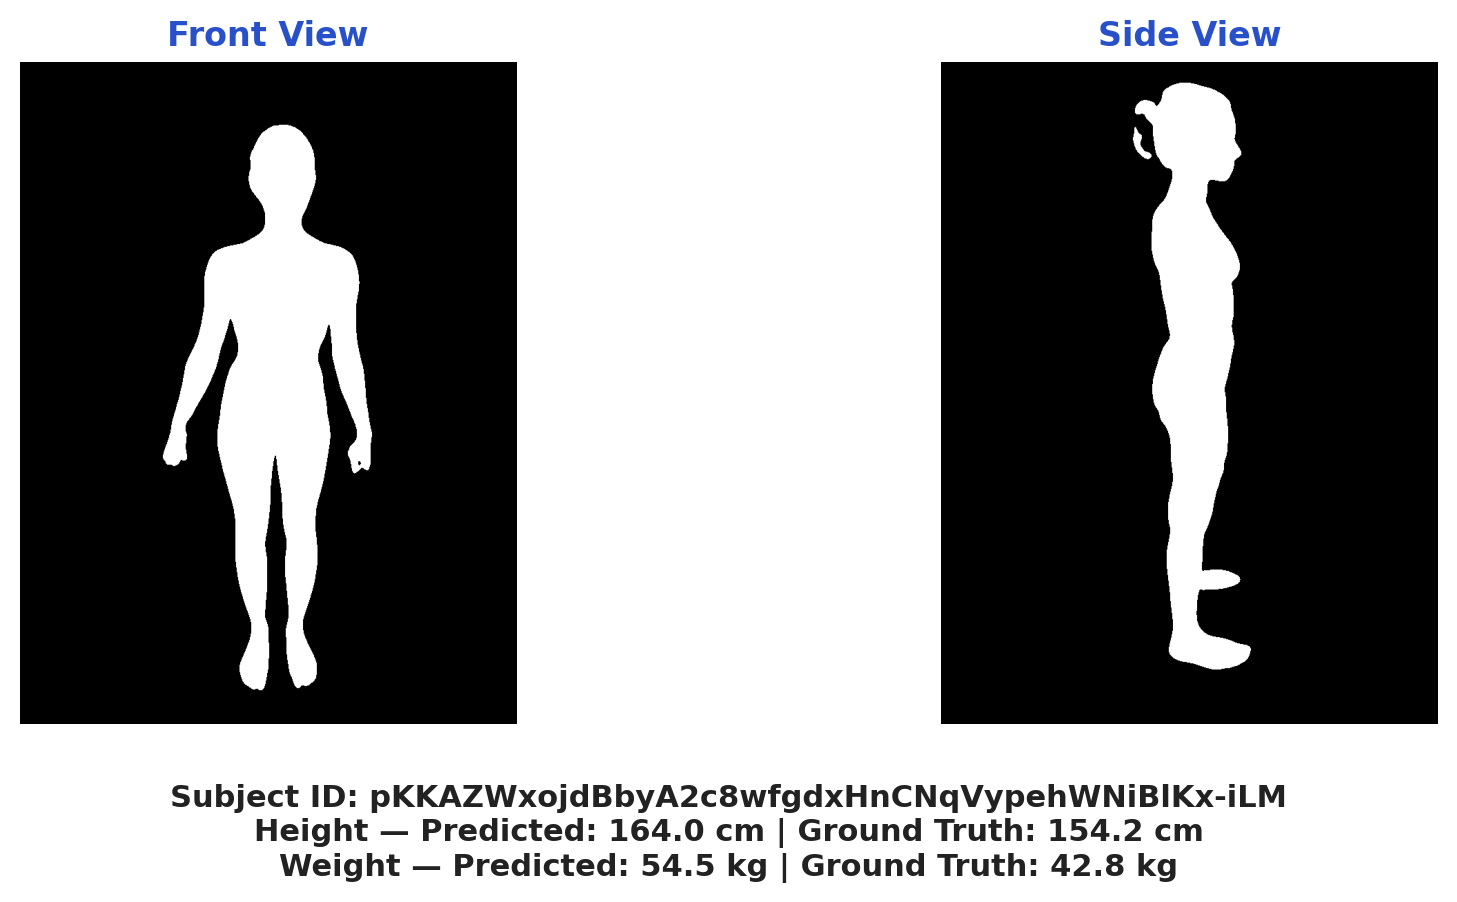 Front View
Side View
Subject ID: pKKAZWxojdBbyA2c8wfgdxHnCNqVypehWNiBlKx-iLM
Height — Predicted: 164.0 cm | Ground Truth: 154.2 cm
Weight — Predicted: 54.5 kg | Ground Truth: 42.8 kg